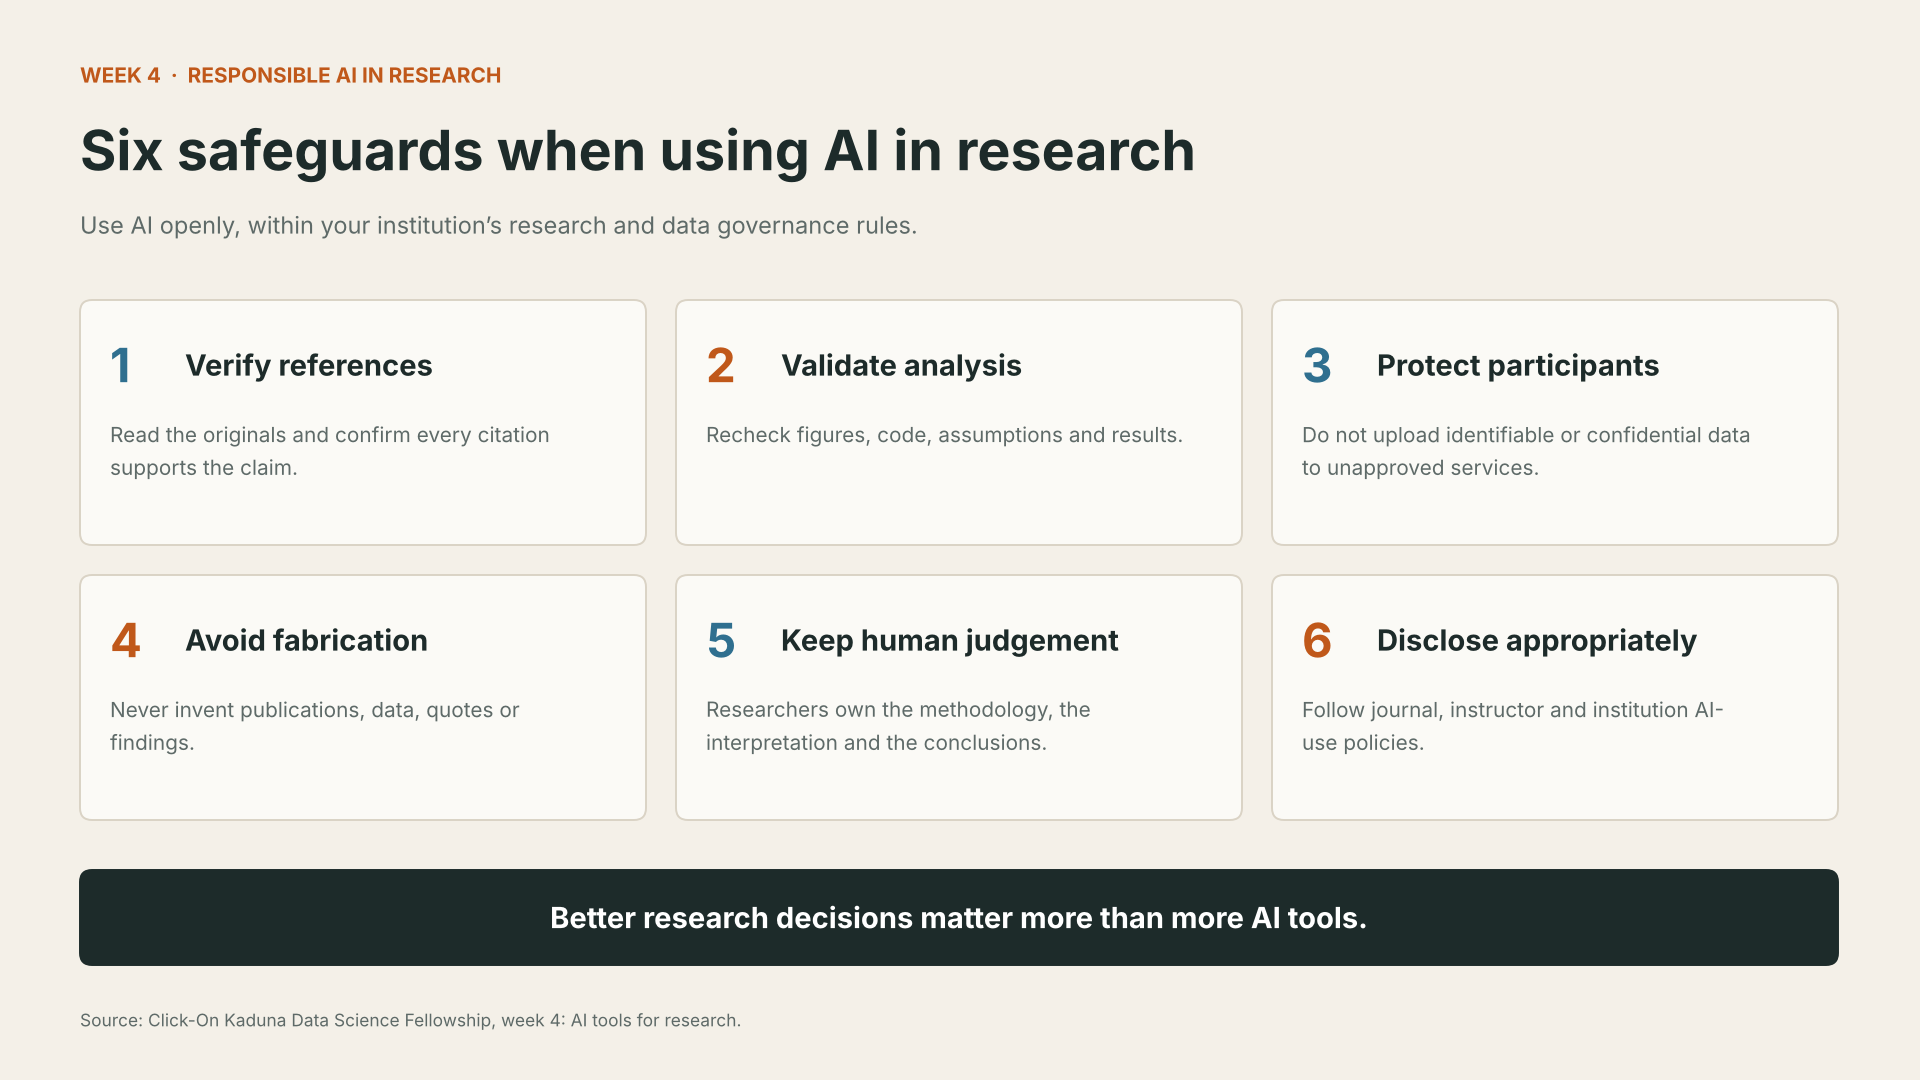 WEEK 4 · RESPONSIBLE AI IN RESEARCH
Six safeguards when using AI in research
Use AI openly, within your institution’s research and data governance rules.
1 Verify references
Read the originals and confirm every citation
supports the claim.
2 Validate analysis
Recheck figures, code, assumptions and results.
3 Protect participants
Do not upload identifiable or confidential data
to unapproved services.
4 Avoid fabrication
Never invent publications, data, quotes or
findings.
5 Keep human judgement
Researchers own the methodology, the
interpretation and the conclusions.
6 Disclose appropriately
Follow journal, instructor and institution AI-
use policies.
Better research decisions matter more than more AI tools.
Source: Click-On Kaduna Data Science Fellowship, week 4: AI tools for research.